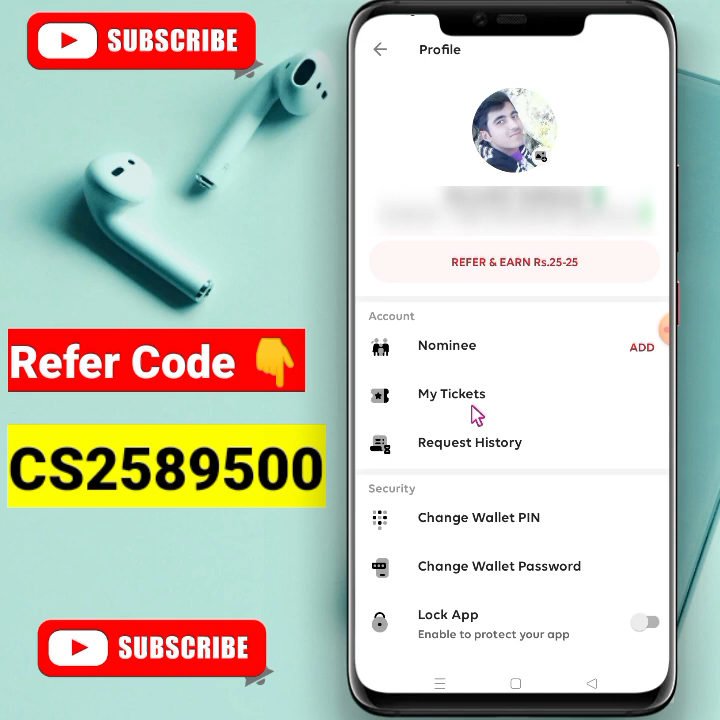 SUBSCRIBE
Refer Code 👇
CS2589500
SUBSCRIBE
Profile
REFER & EARN Rs.25-25
Account
Nominee ADD
My Tickets
Request History
Security
Change Wallet PIN
Change Wallet Password
Lock App
Enable to protect your app